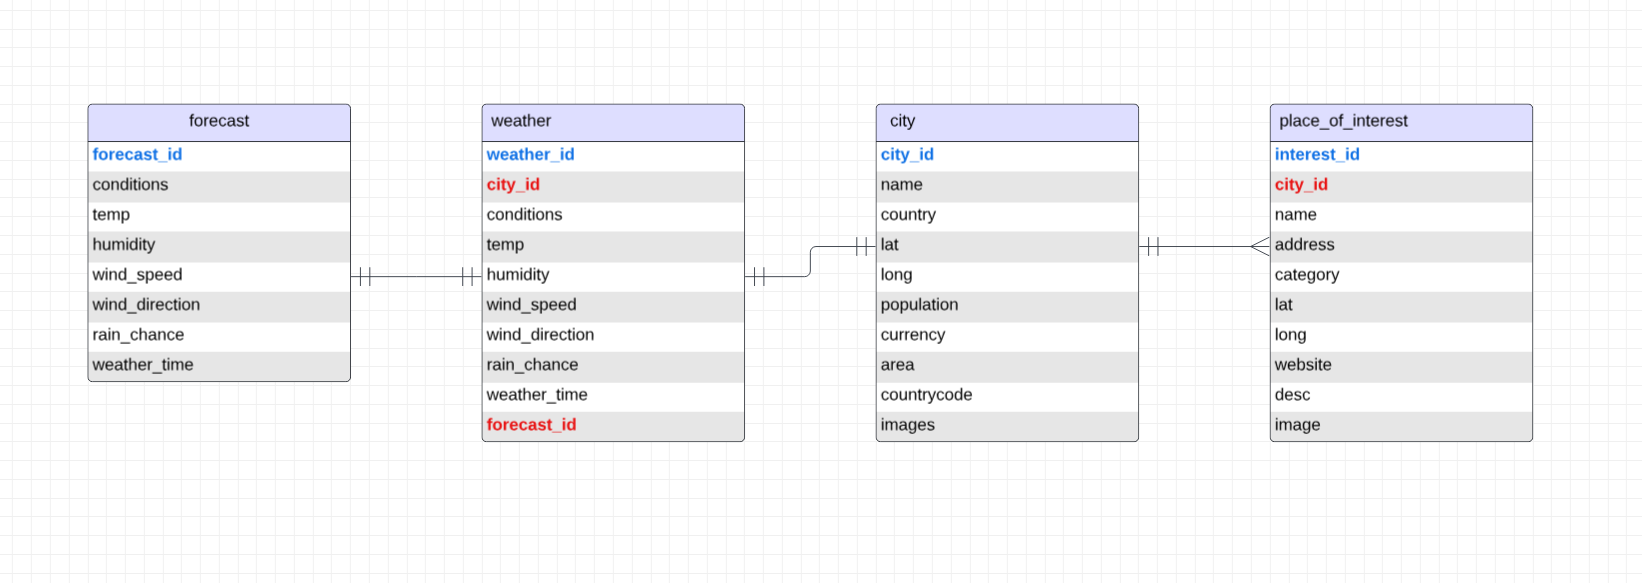 forecast
forecast_id
conditions
temp
humidity
wind_speed
wind_direction
rain_chance
weather_time
weather
weather_id
city_id
conditions
temp
humidity
wind_speed
wind_direction
rain_chance
weather_time
forecast_id
city
city_id
name
country
lat
long
population
currency
area
countrycode
images
place_of_interest
interest_id
city_id
name
address
category
lat
long
website
desc
image